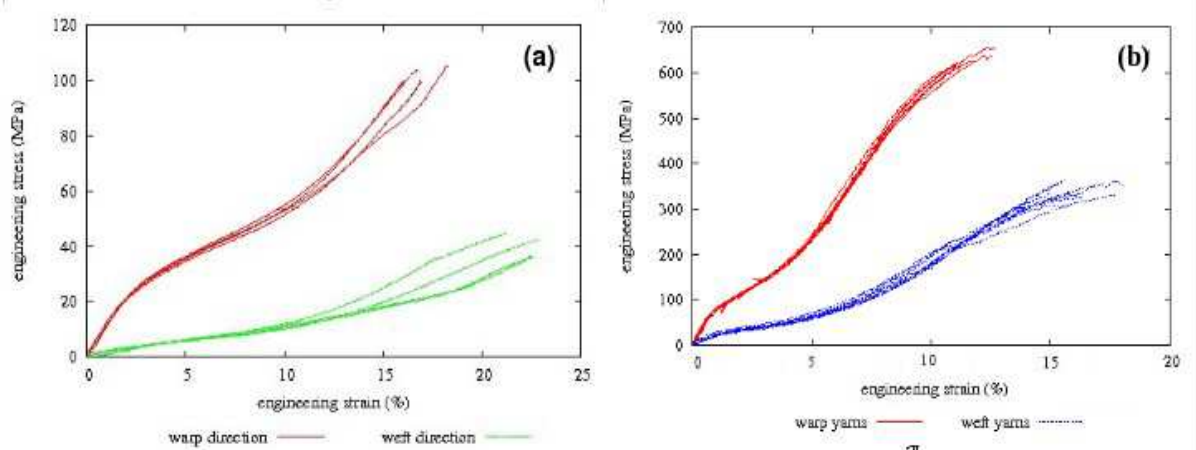 120
100
80
60
40
20
0
engineering stress (MPa)
(a)
0 5 10 15 20 25
engineering strain (%)
warp direction weft direction
700
600
500
400
300
200
100
0
engineering stress (MPa)
(b)
0 5 10 15 20
engineering strain (%)
warp yarns weft yarns